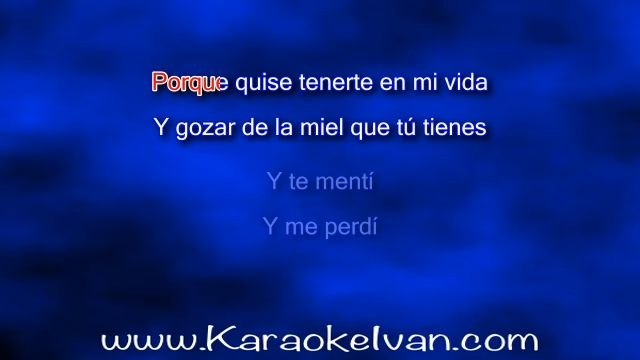 Porque quise tenerte en mi vida
Y gozar de la miel que tú tienes
Y te mentí
Y me perdí
www.KaraokeIvan.com